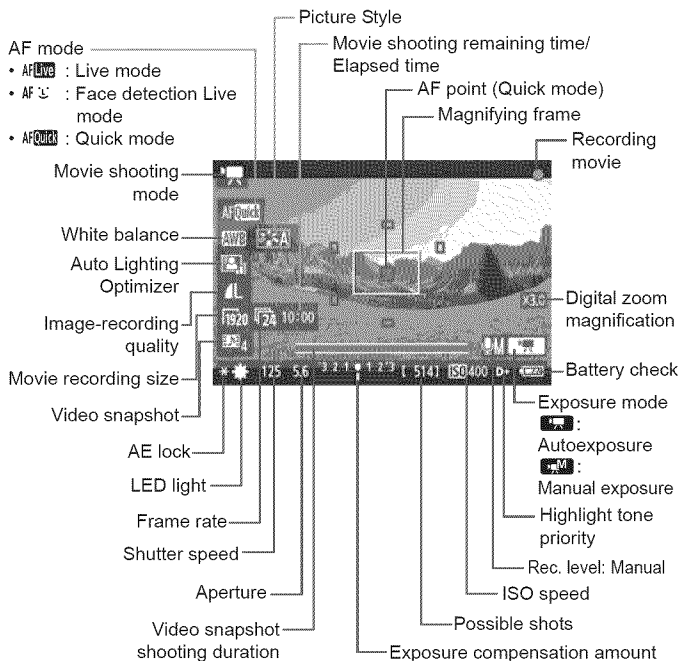 Picture Style
AF mode
• AF Live : Live mode
• AF : Face detection Live
mode
• AF Quick : Quick mode
Movie shooting remaining time/
Elapsed time
AF point (Quick mode)
Magnifying frame
Recording
movie
Movie shooting
mode
White balance
Auto Lighting
Optimizer
Image-recording
quality
Movie recording size
Video snapshot
AE lock
LED light
Frame rate
Shutter speed
Aperture
Video snapshot
shooting duration
AF Quick
AWB A
L
1920 24 10:00
4
x3.0
M
125 5.6 3 2 1 1 2 3 [ 514] ISO 400 D+
Digital zoom
magnification
Battery check
Exposure mode
:
Autoexposure
M :
Manual exposure
Highlight tone
priority
Rec. level: Manual
ISO speed
Possible shots
Exposure compensation amount